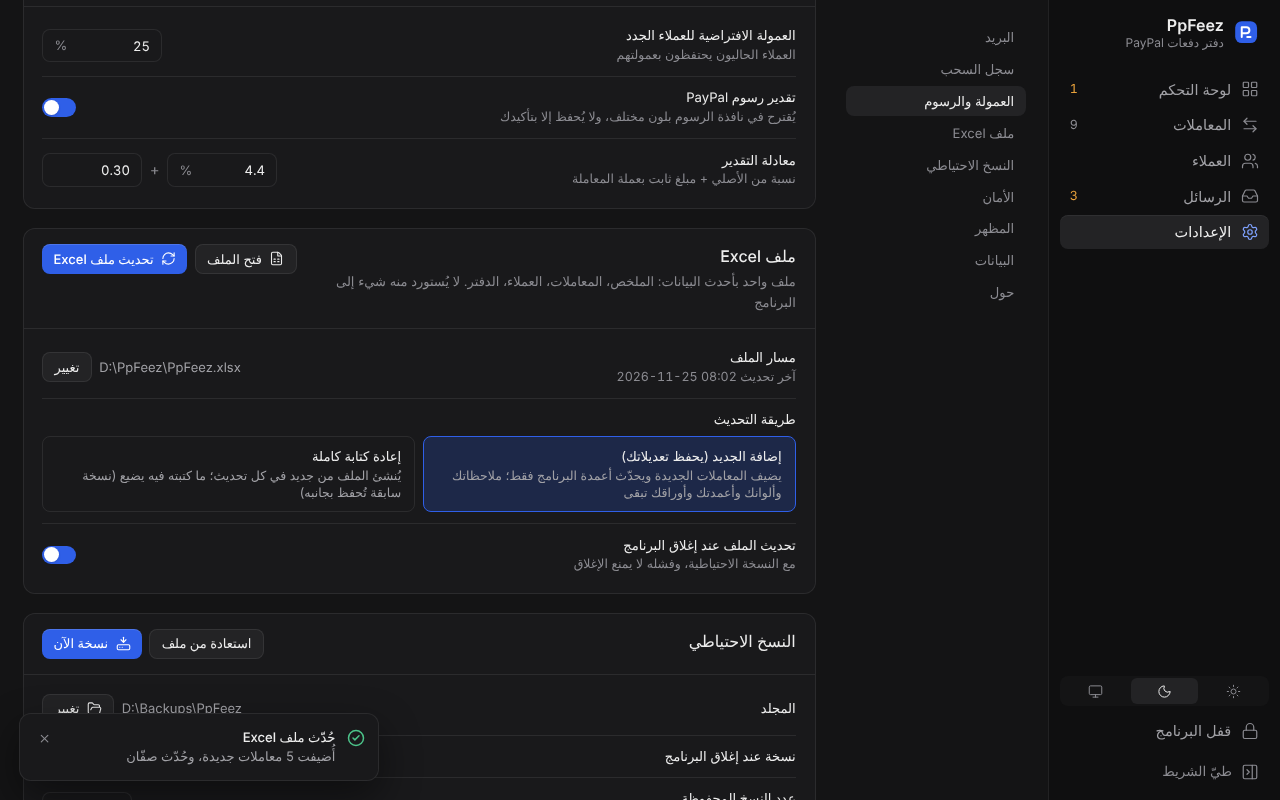 PpFeez
دفتر دفعات PayPal
لوحة التحكم 1
المعاملات 9
العملاء
الرسائل 3
الإعدادات
قفل البرنامج
طيّ الشريط
البريد
سجل السحب
العمولة والرسوم
ملف Excel
النسخ الاحتياطي
الأمان
المظهر
البيانات
حول
العمولة الافتراضية للعملاء الجدد
العملاء الحاليون يحتفظون بعمولتهم
25 %
تقدير رسوم PayPal
يُقترح في نافذة الرسوم بلون مختلف، ولا يُحفظ إلا بتأكيدك
معادلة التقدير
نسبة من الأصلي + مبلغ ثابت بعملة المعاملة
4.4 % + 0.30
ملف Excel
ملف واحد بأحدث البيانات: الملخص، المعاملات، العملاء، الدفتر. لا يُستورد منه شيء إلى
البرنامج
فتح الملف
تحديث ملف Excel
مسار الملف
آخر تحديث 08:02 25-11-2026
D:\PpFeez\PpFeez.xlsx
تغيير
طريقة التحديث
إضافة الجديد (يحفظ تعديلاتك)
يضيف المعاملات الجديدة ويحدّث أعمدة البرنامج فقط؛ ملاحظاتك
وألوانك وأعمدتك وأوراقك تبقى
إعادة كتابة كاملة
يُنشئ الملف من جديد في كل تحديث؛ ما كتبته فيه يضيع (نسخة
سابقة تُحفظ بجانبه)
تحديث الملف عند إغلاق البرنامج
مع النسخة الاحتياطية، وفشله لا يمنع الإغلاق
النسخ الاحتياطي
استعادة من ملف
نسخة الآن
المجلد
D:\Backups\PpFeez
تغيير
نسخة عند إغلاق البرنامج
عدد النسخ المحفوظة
حُدّث ملف Excel
أُضيفت 5 معاملات جديدة، وحُدّث صفّان